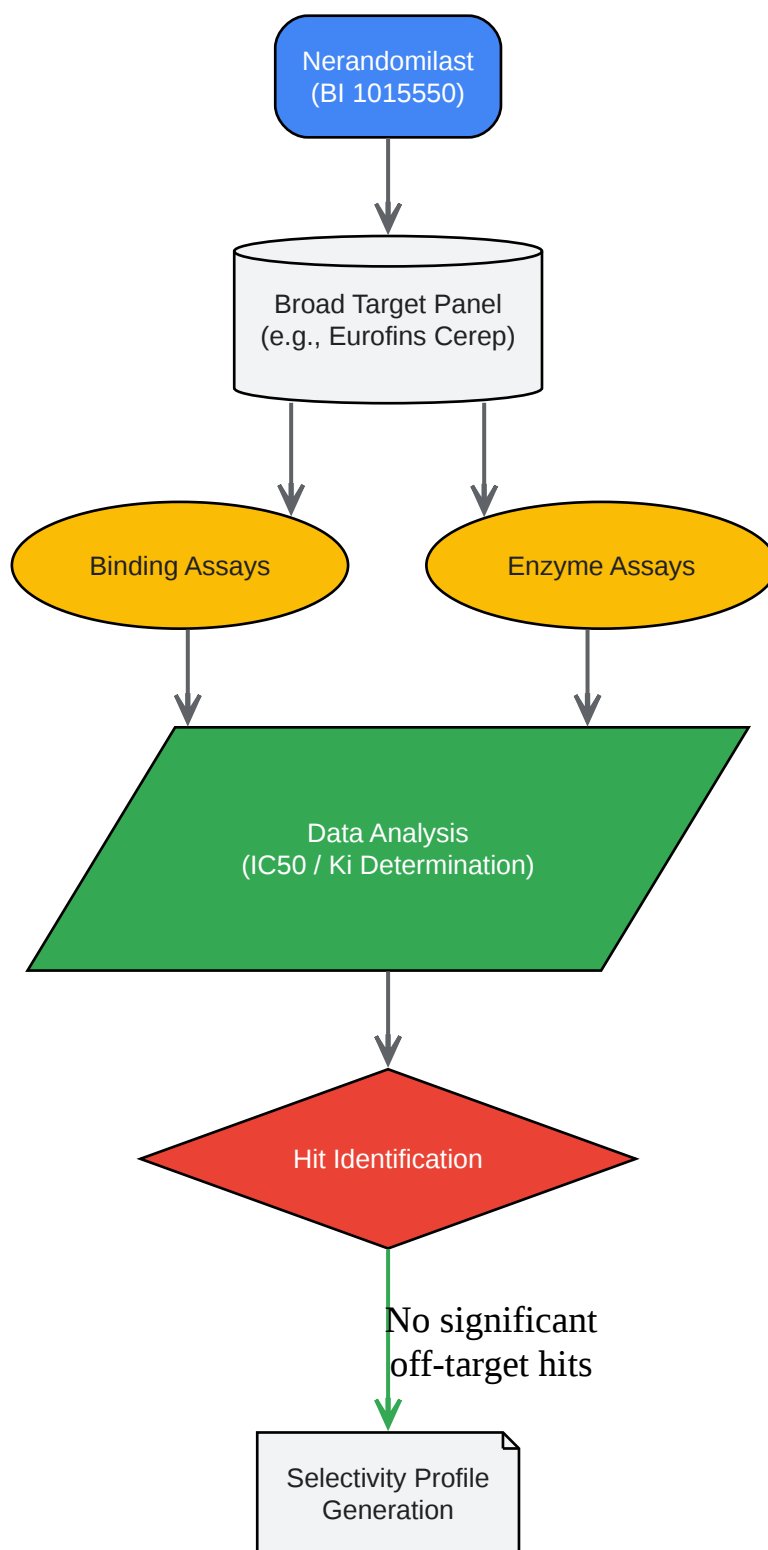 Nerandomilast
(BI 1015550)
Broad Target Panel
(e.g., Eurofins Cerep)
Binding Assays
Enzyme Assays
Data Analysis
(IC50 / Ki Determination)
Hit Identification
No significant
off-target hits
Selectivity Profile
Generation